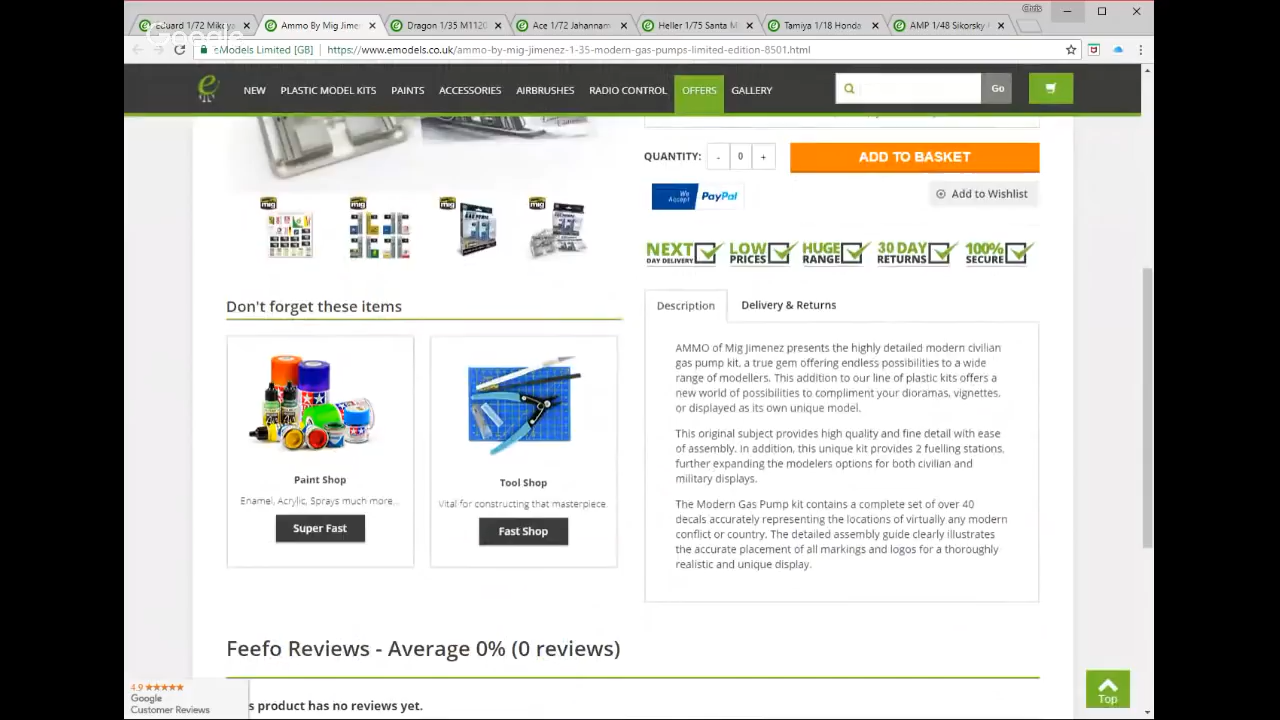 Chris
eduard 1/72 Mikoy
Ammo By Mig Jime
Dragon 1/35 M1120
Ace 1/72 Jahannam
Heller 1/75 Santa M
Tamiya 1/18 Honda
AMP 1/48 Sikorsky
Google
eModels Limited [GB] | https://www.emodels.co.uk/ammo-by-mig-jimenez-1-35-modern-gas-pumps-limited-edition-8501.html
NEW PLASTIC MODEL KITS PAINTS ACCESSORIES AIRBRUSHES RADIO CONTROL OFFERS GALLERY Go
QUANTITY: - 0 + ADD TO BASKET
We Accept PayPal
Add to Wishlist
NEXT DAY DELIVERY LOW PRICES HUGE RANGE 30 DAY RETURNS 100% SECURE
Don't forget these items
Paint Shop
Enamel, Acrylic, Sprays much more...
Super Fast
Tool Shop
Vital for constructing that masterpiece.
Fast Shop
Description Delivery & Returns
AMMO of Mig Jimenez presents the highly detailed modern civilian
gas pump kit, a true gem offering endless possibilities to a wide
range of modellers. This addition to our line of plastic kits offers a
new world of possibilities to compliment your dioramas, vignettes,
or displayed as its own unique model.
This original subject provides high quality and fine detail with ease
of assembly. In addition, this unique kit provides 2 fuelling stations,
further expanding the modelers options for both civilian and
military displays.
The Modern Gas Pump kit contains a complete set of over 40
decals accurately representing the locations of virtually any modern
conflict or country. The detailed assembly guide clearly illustrates
the accurate placement of all markings and logos for a thoroughly
realistic and unique display.
Feefo Reviews - Average 0% (0 reviews)
s product has no reviews yet.
4.9 ★★★★★
Google
Customer Reviews
Top